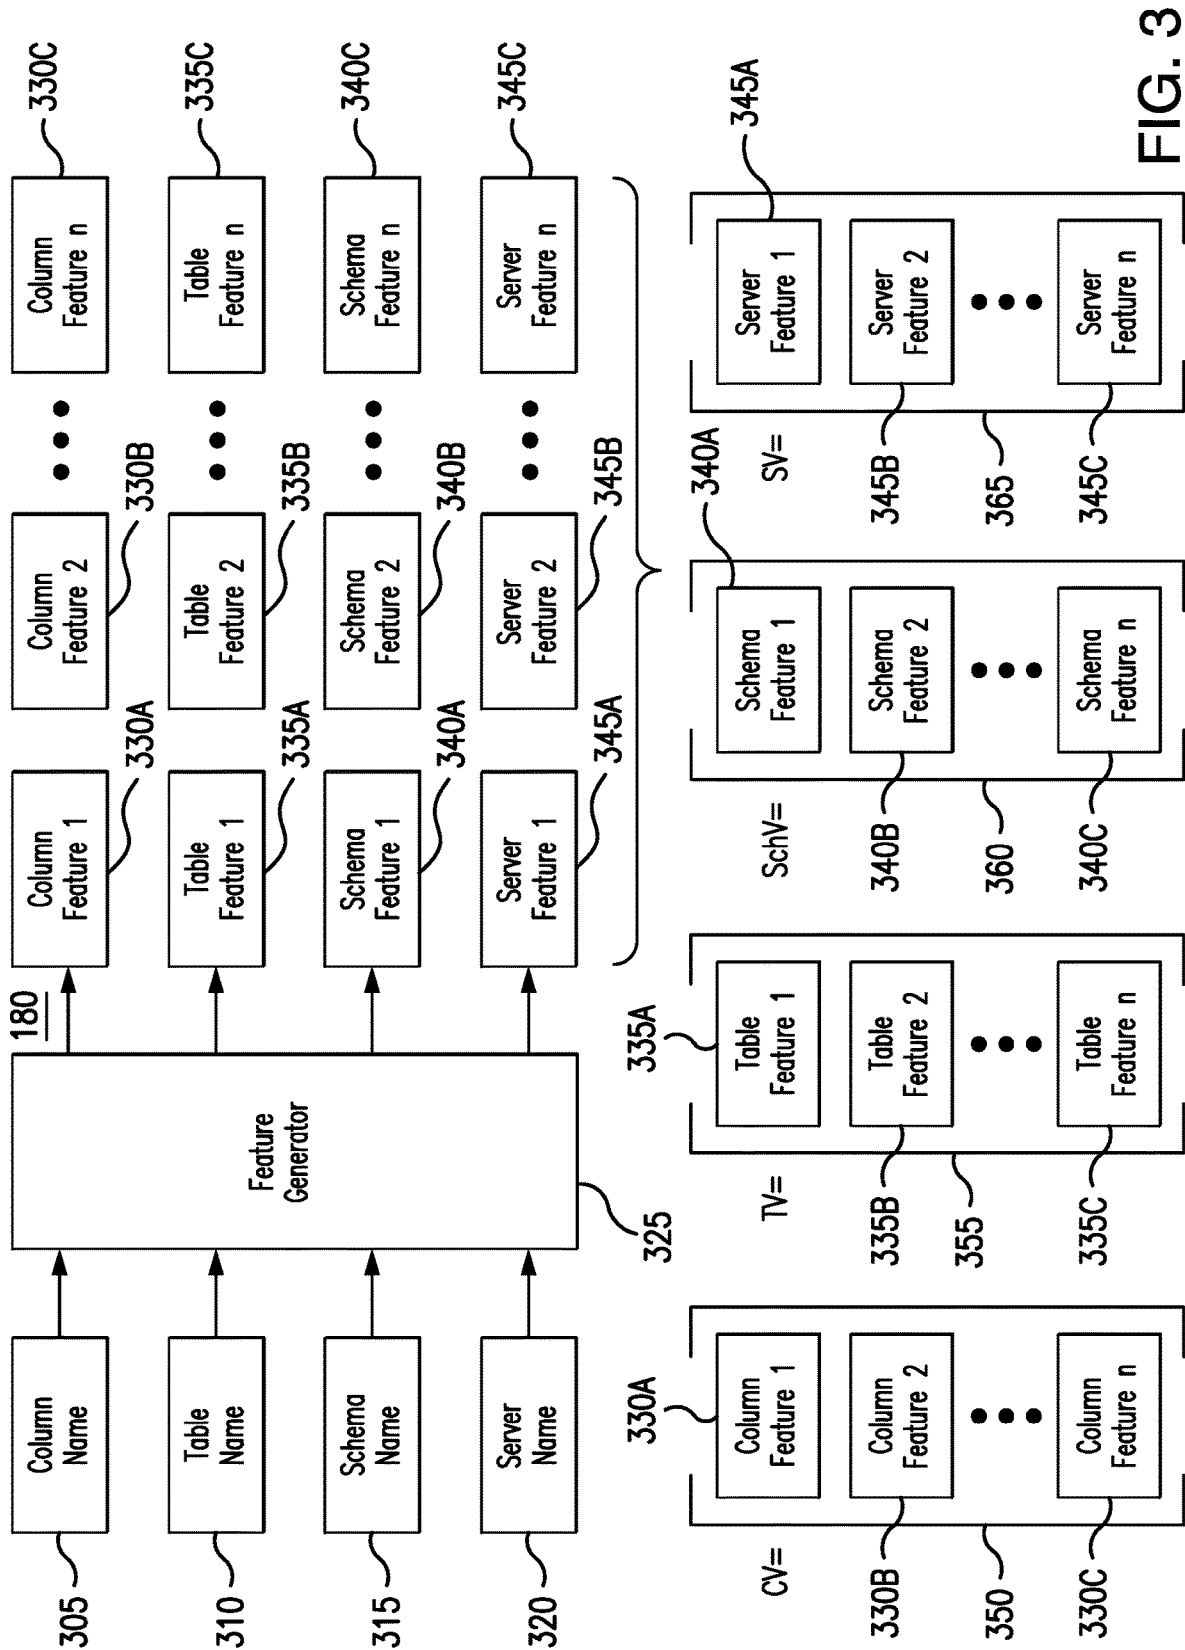 180
305
Column
Name
310
Table
Name
315
Schema
Name
320
Server
Name
Feature
Generator
325
Column
Feature 1
330A
Column
Feature 2
330B
Column
Feature n
330C
Table
Feature 1
335A
Table
Feature 2
335B
Table
Feature n
335C
Schema
Feature 1
340A
Schema
Feature 2
340B
Schema
Feature n
340C
Server
Feature 1
345A
Server
Feature 2
345B
Server
Feature n
345C
CV=
330A
Column
Feature 1
330B
Column
Feature 2
350
330C
Column
Feature n
TV=
335A
Table
Feature 1
335B
Table
Feature 2
355
335C
Table
Feature n
SchV=
340A
Schema
Feature 1
340B
Schema
Feature 2
360
340C
Schema
Feature n
SV=
345A
Server
Feature 1
345B
Server
Feature 2
365
345C
Server
Feature n
FIG. 3